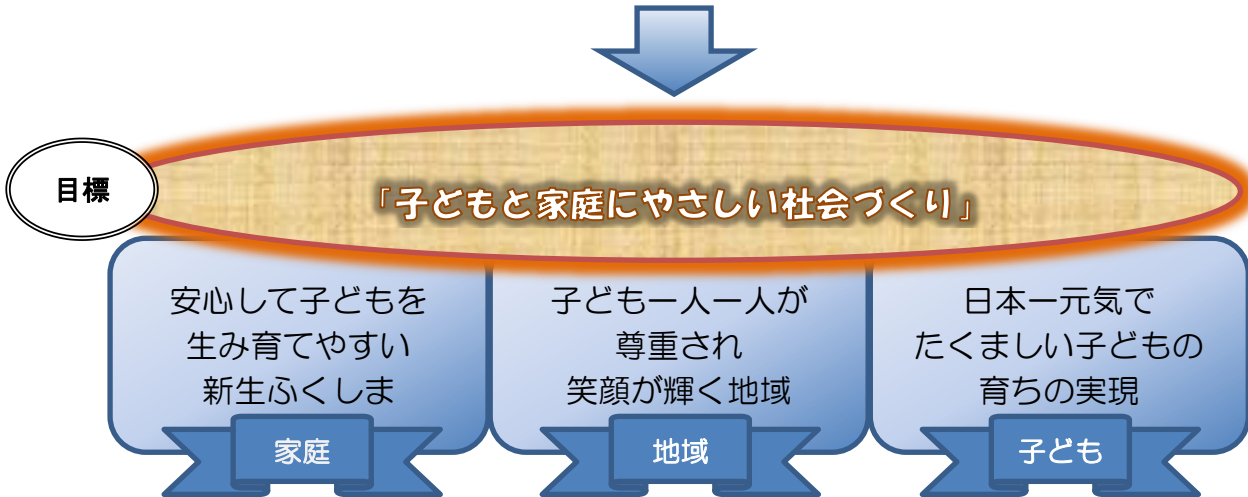 目標
「子どもと家庭にやさしい社会づくり」
安心して子どもを
生み育てやすい
新生ふくしま
家庭
子ども一人一人が
尊重され
笑顔が輝く地域
地域
日本一元気で
たくましい子どもの
育ちの実現
子ども